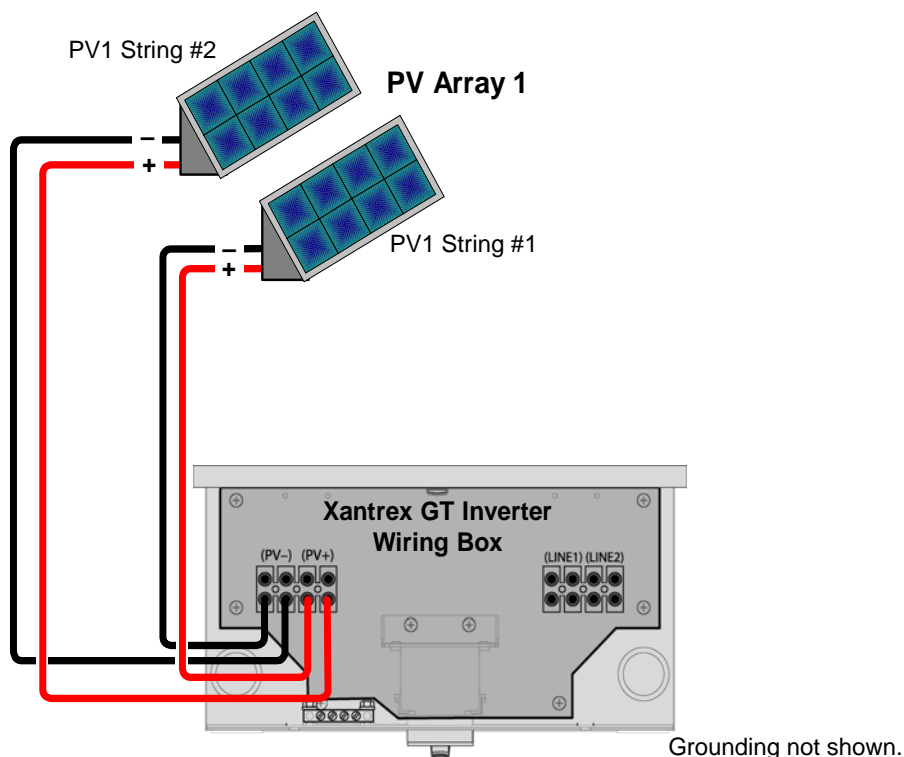 PV1 String #2
PV Array 1
–
+
PV1 String #1
–
+
Xantrex GT Inverter
Wiring Box
(PV–) (PV+)
(LINE1) (LINE2)
Grounding not shown.